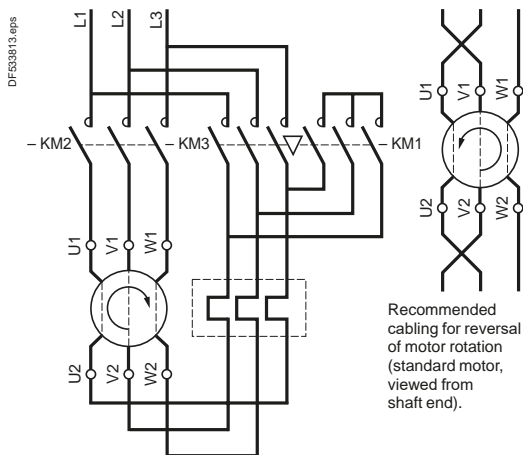 DF533813.eps
L1
L2
L3
– KM2
– KM3
– KM1
U1
V1
W1
U2
V2
W2
U1
V1
W1
U2
V2
W2
Recommended
cabling for reversal
of motor rotation
(standard motor,
viewed from
shaft end).